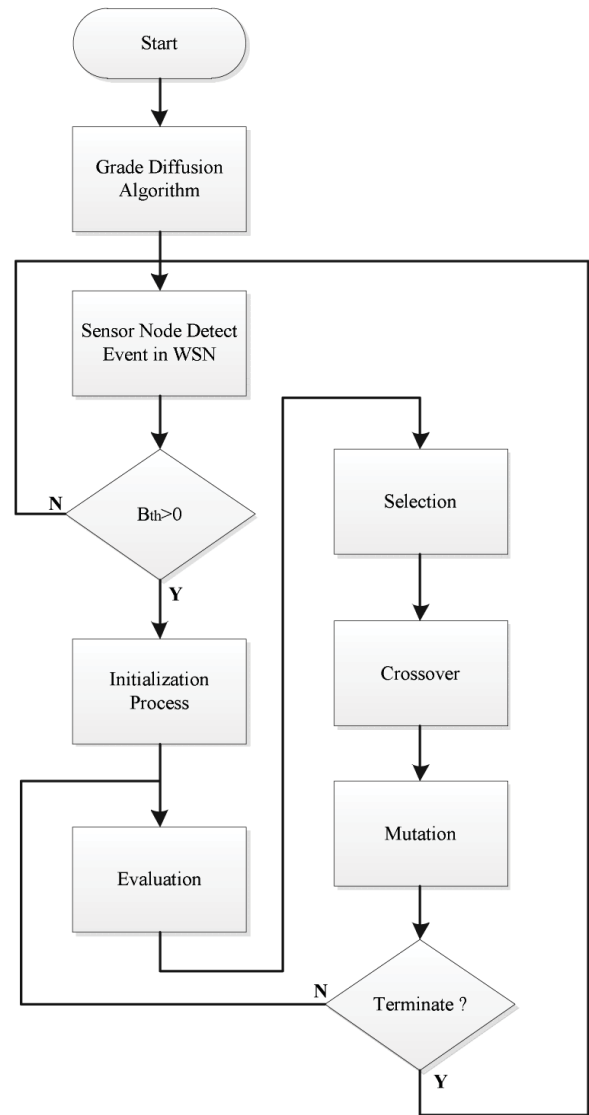 Start
Grade Diffusion
Algorithm
Sensor Node Detect
Event in WSN
N
Bth>0
Y
Initialization
Process
Evaluation
Selection
Crossover
Mutation
N
Terminate ?
Y